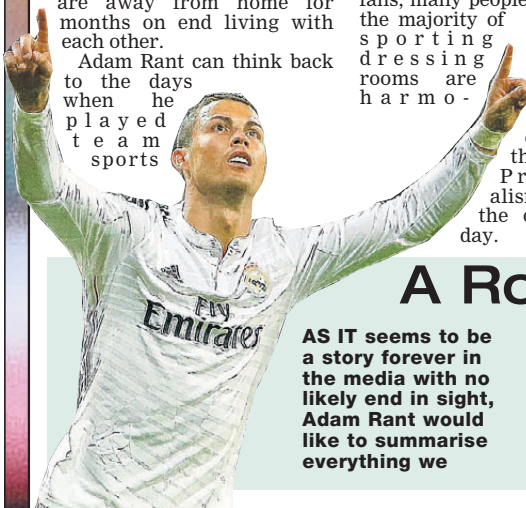 are away from home for
months on end living with
each other.
Adam Rant can think back
to the days
when he
played
team
sports
the majority of
sporting
dressing
rooms are
harmo-
the
day.
A Ro
AS IT seems to be
a story forever in
the media with no
likely end in sight,
Adam Rant would
like to summarise
everything we
Fly
Emirates